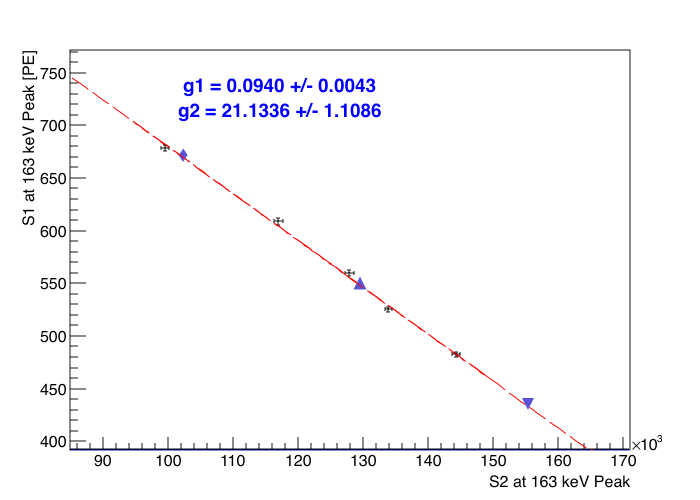 g1 = 0.0940 +/- 0.0043
g2 = 21.1336 +/- 1.1086
S1 at 163 keV Peak [PE]
750
700
650
600
550
500
450
400
90 100 110 120 130 140 150 160 170
×10³
S2 at 163 keV Peak